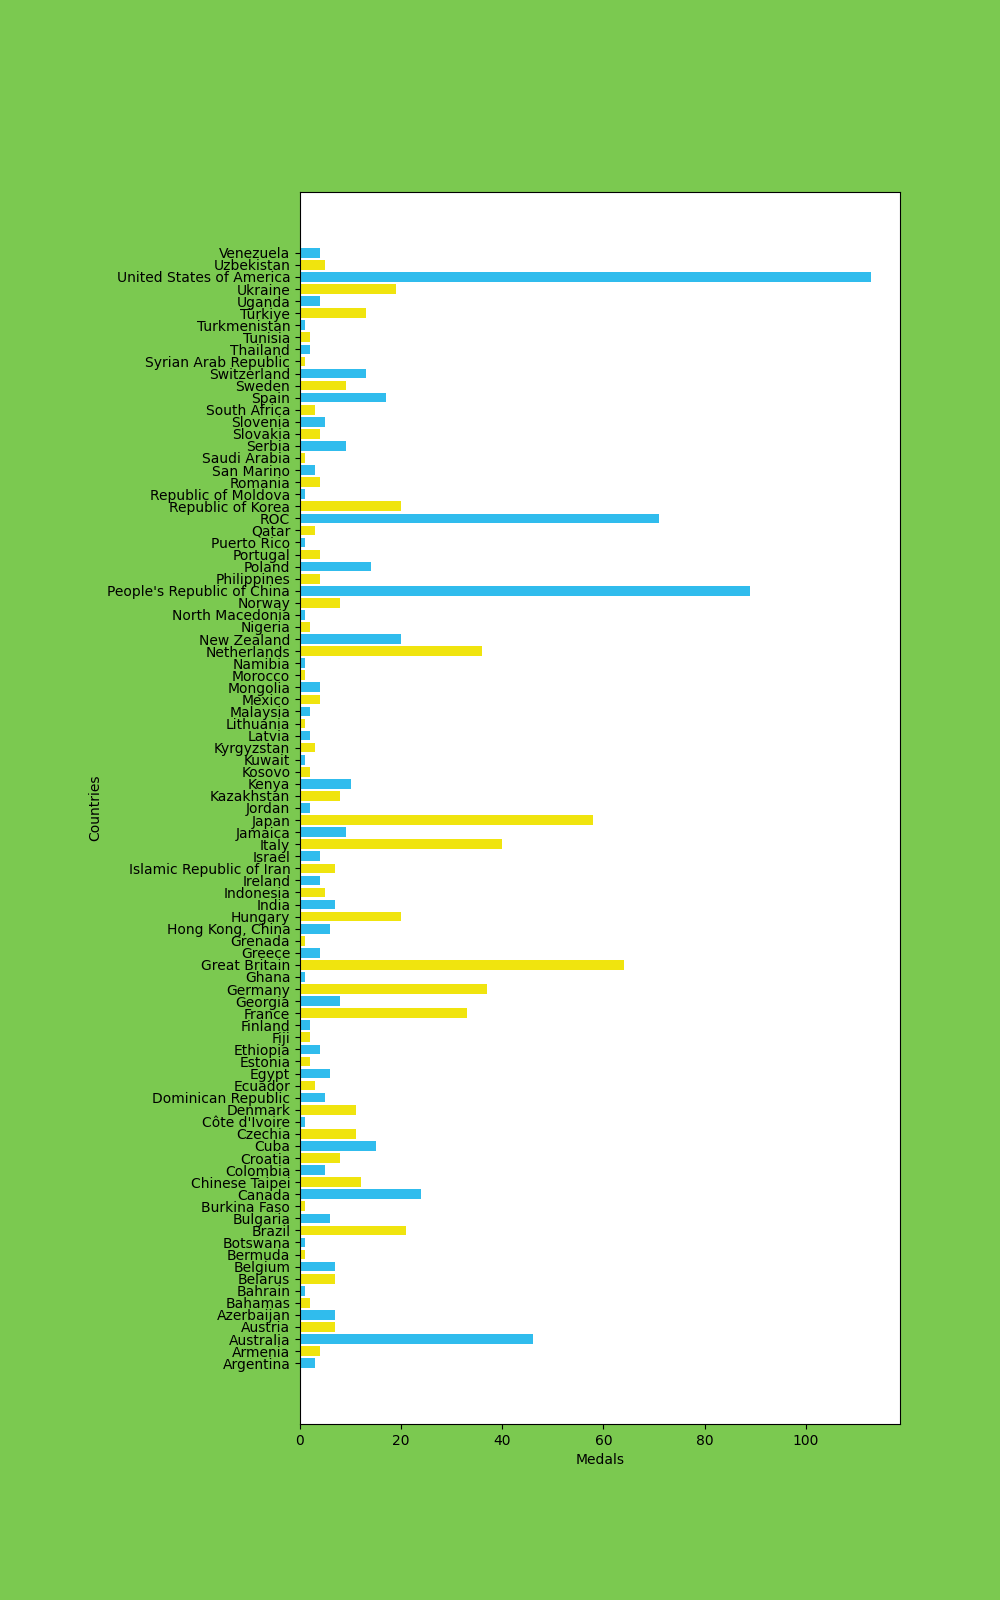 Venezuela
Uzbekistan
United States of America
Ukraine
Uganda
Türkiye
Turkmenistan
Tunisia
Thailand
Syrian Arab Republic
Switzerland
Sweden
Spain
South Africa
Slovenia
Slovakia
Serbia
Saudi Arabia
San Marino
Romania
Republic of Moldova
Republic of Korea
ROC
Qatar
Puerto Rico
Portugal
Poland
Philippines
People's Republic of China
Norway
North Macedonia
Nigeria
New Zealand
Netherlands
Namibia
Morocco
Mongolia
Mexico
Malaysia
Lithuania
Latvia
Kyrgyzstan
Kuwait
Kosovo
Kenya
Kazakhstan
Jordan
Japan
Jamaica
Italy
Israel
Islamic Republic of Iran
Ireland
Indonesia
India
Hungary
Hong Kong, China
Grenada
Greece
Great Britain
Ghana
Germany
Georgia
France
Finland
Fiji
Ethiopia
Estonia
Egypt
Ecuador
Dominican Republic
Denmark
Côte d'Ivoire
Czechia
Cuba
Croatia
Colombia
Chinese Taipei
Canada
Burkina Faso
Bulgaria
Brazil
Botswana
Bermuda
Belgium
Belarus
Bahrain
Bahamas
Azerbaijan
Austria
Australia
Armenia
Argentina
Countries
0 20 40 60 80 100
Medals